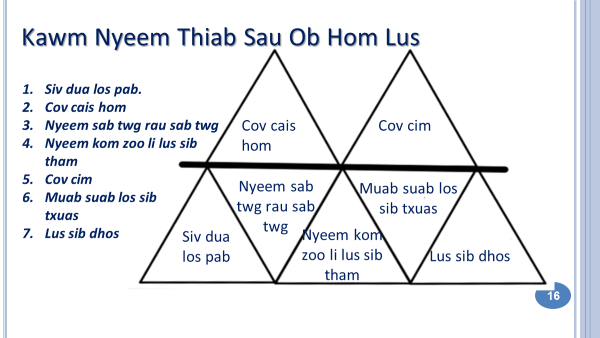 Kawm Nyeem Thiab Sau Ob Hom Lus
1. Siv dua los pab.
2. Cov cais hom
3. Nyeem sab twg rau sab twg
4. Nyeem kom zoo li lus sib
tham
5. Cov cim
6. Muab suab los sib
txuas
7. Lus sib dhos
Cov cais
hom
Cov cim
Nyeem sab
twg rau sab
twg
Muab suab los
sib txuas
Siv dua
los pab
Nyeem kom
zoo li lus sib
tham
Lus sib dhos
16